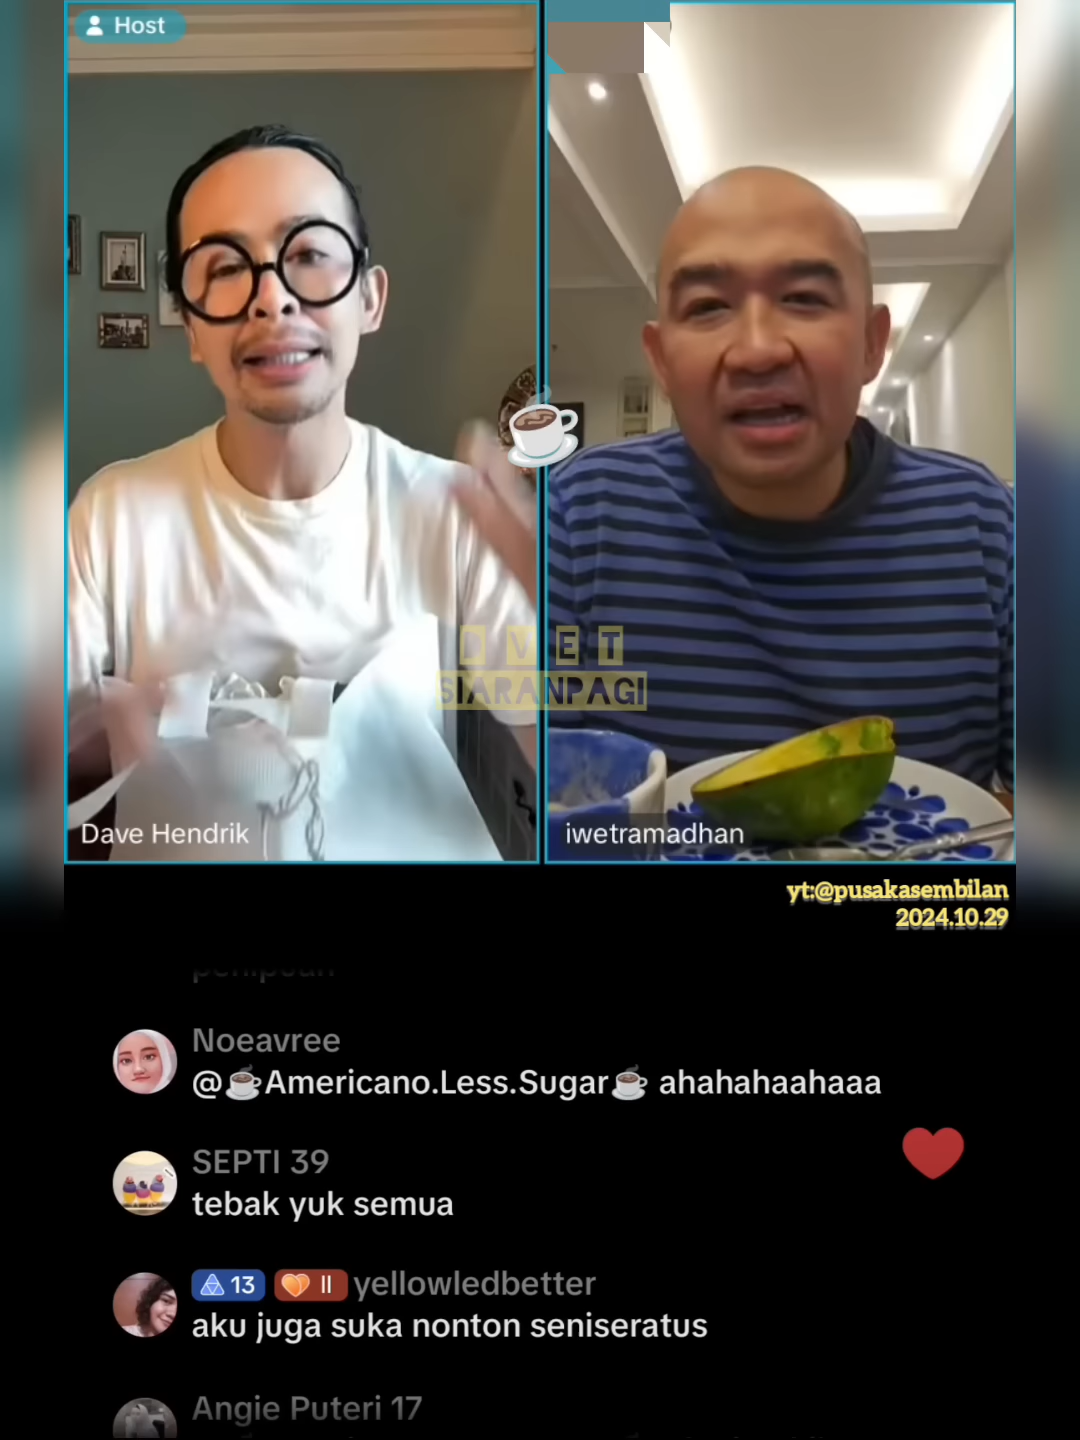 Host
D V E T
SIARANPAGI
Dave Hendrik
iwetramadhan
yt:@pusakasembilan
2024.10.29
Noeavree
@☕Americano.Less.Sugar☕ ahahahaahaaa
SEPTI 39
tebak yuk semua
13 II yellowledbetter
aku juga suka nonton seniseratus
Angie Puteri 17